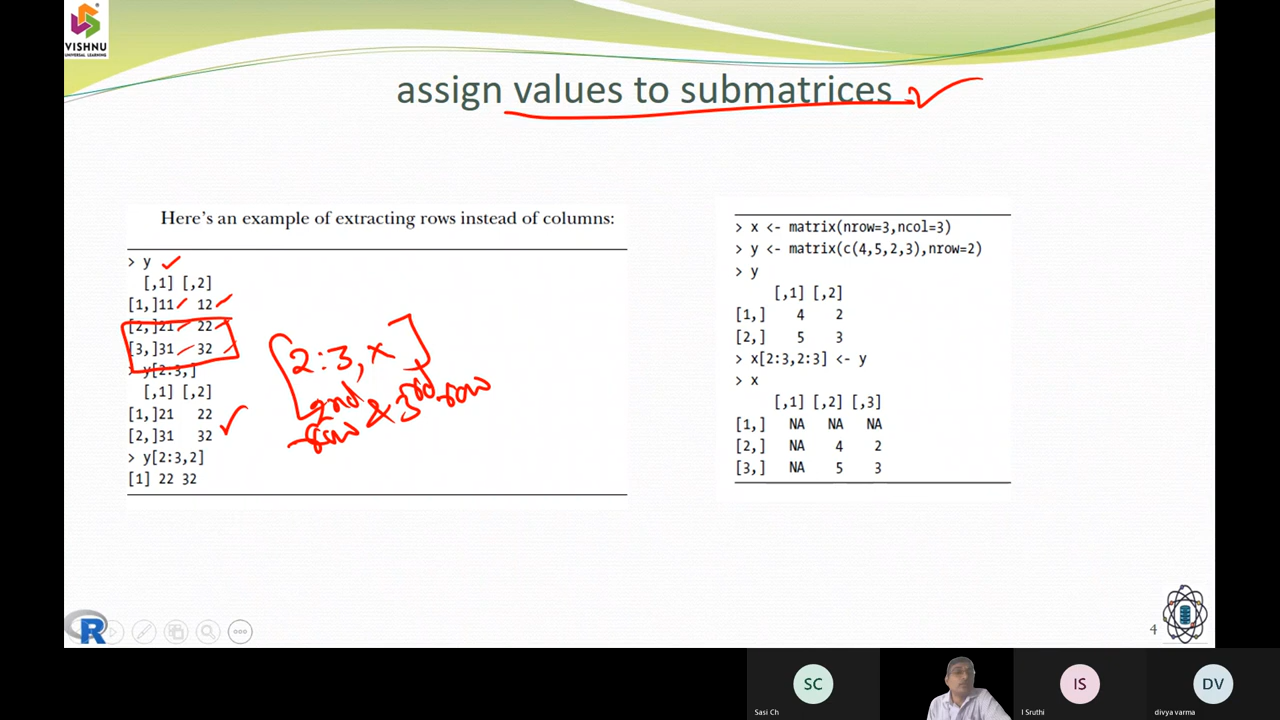 VISHNU
UNIVERSAL LEARNING
assign values to submatrices
Here's an example of extracting rows instead of columns:
> y
[,1] [,2]
[1,]11 12
[2,]21 22
[3,]31 32
> y[2:3,]
[,1] [,2]
[1,]21 22
[2,]31 32
> y[2:3,2]
[1] 22 32
[2:3, x]
2nd & 3rd row
row
> x <- matrix(nrow=3,ncol=3)
> y <- matrix(c(4,5,2,3),nrow=2)
> y
[,1] [,2]
[1,] 4 2
[2,] 5 3
> x[2:3,2:3] <- y
> x
[,1] [,2] [,3]
[1,] NA NA NA
[2,] NA 4 2
[3,] NA 5 3
R
4
SC
IS
DV
Sasi Ch
I Sruthi
divya varma